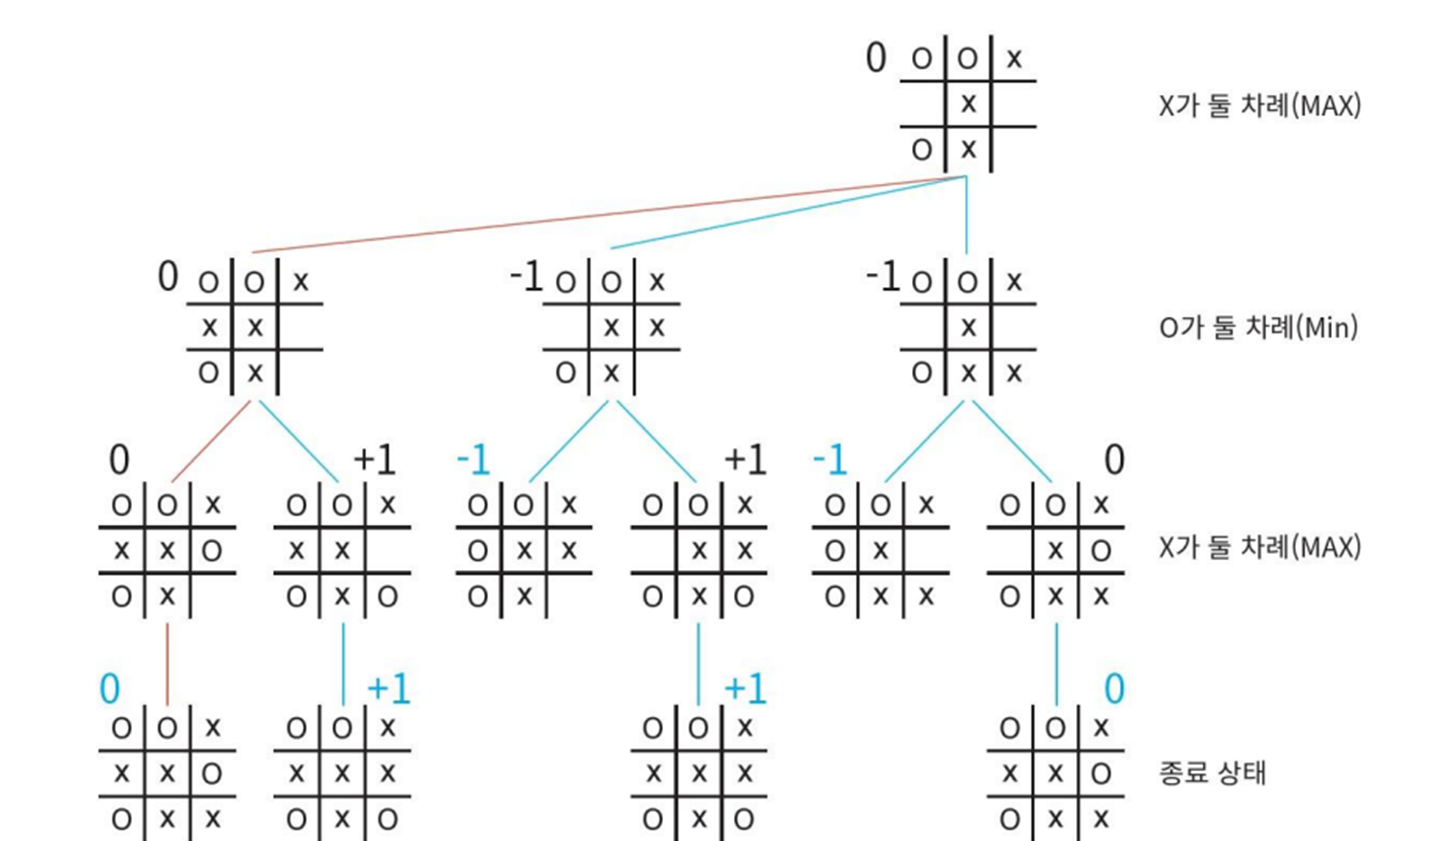 0 O O x
x X가 둘 차례(MAX)
O x
0 O O x -1 O O x -1 O O x
x x x x x O가 둘 차례(Min)
O x O x O x x
0 +1 -1 +1 -1 0
O O x O O x O O x O O x O O x O O x
x x O x x O x x x x O x x O X가 둘 차례(MAX)
O x O x O O x O x O O x x O x x
0 +1 +1 0
O O x O O x O O x O O x
x x O x x x x x x x x O 종료 상태
O x x O x O O x O O x x